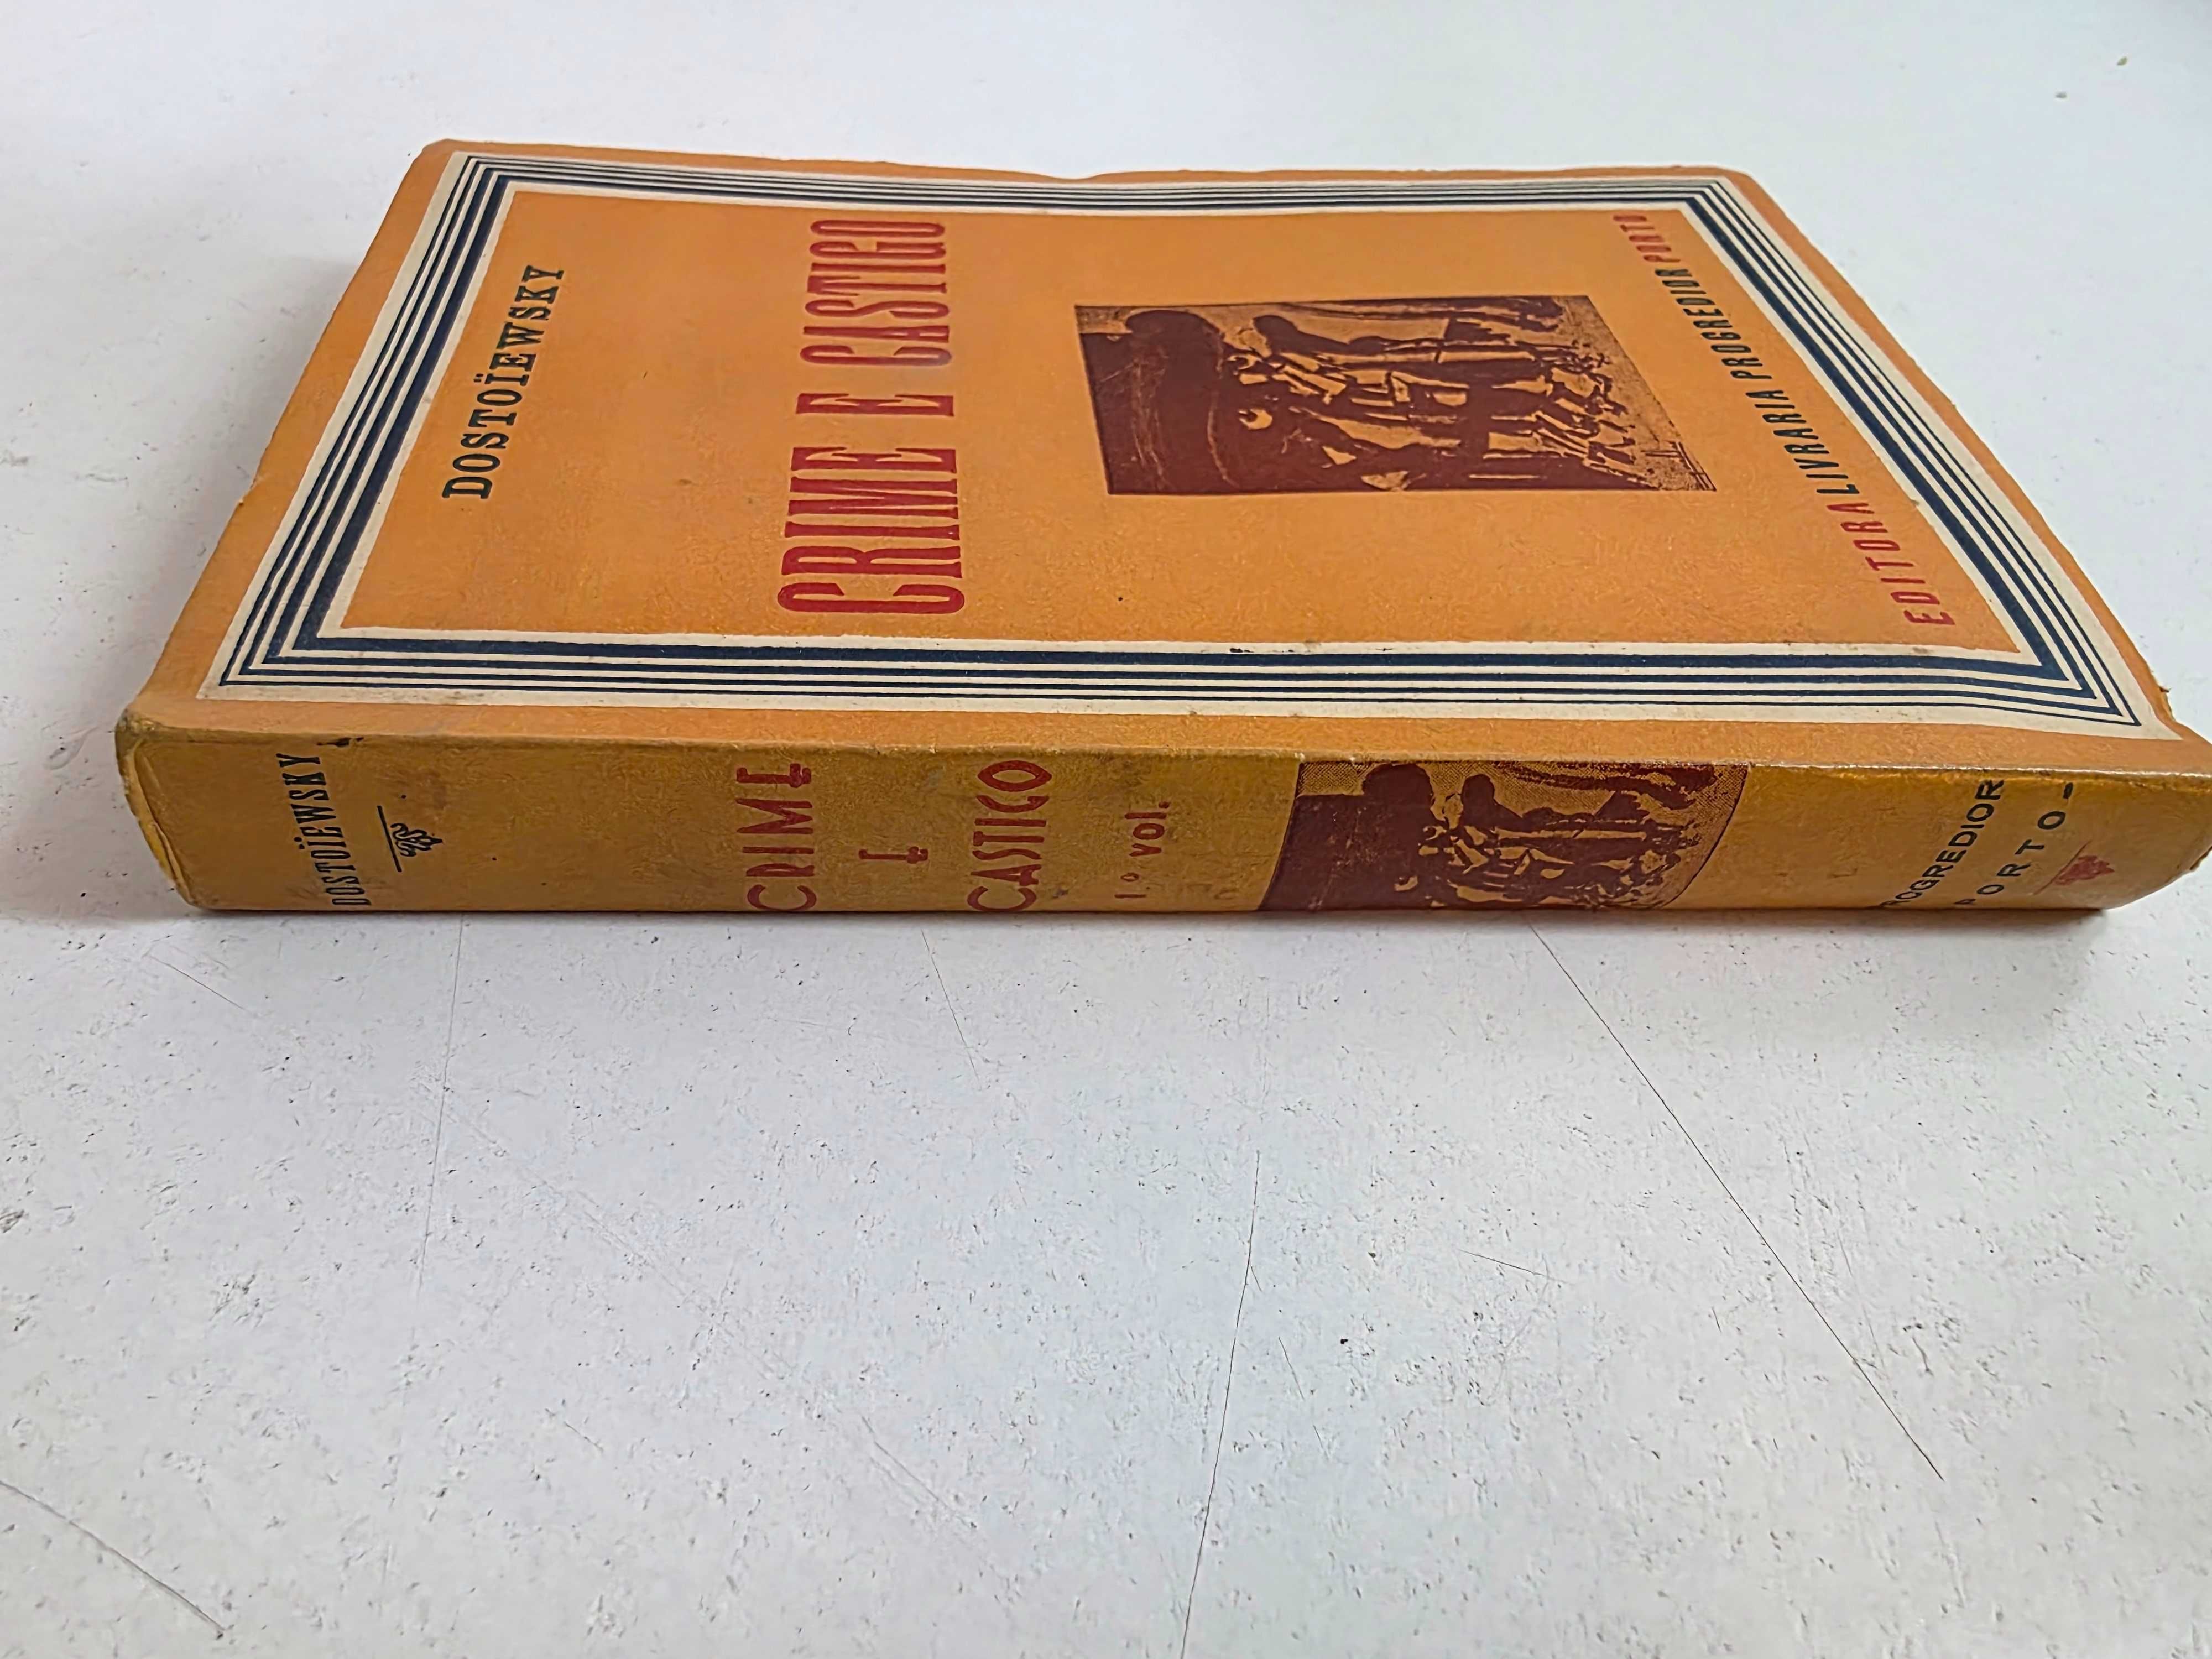 DOSTOÏEWSKY
CRIME E CASTIGO
EDITORA LIVRARIA PROGREDIOR PORTO
DOSTOÏEWSKY
CRIME
E
CASTIGO
1.º vol.
PROGREDIOR
PORTO-